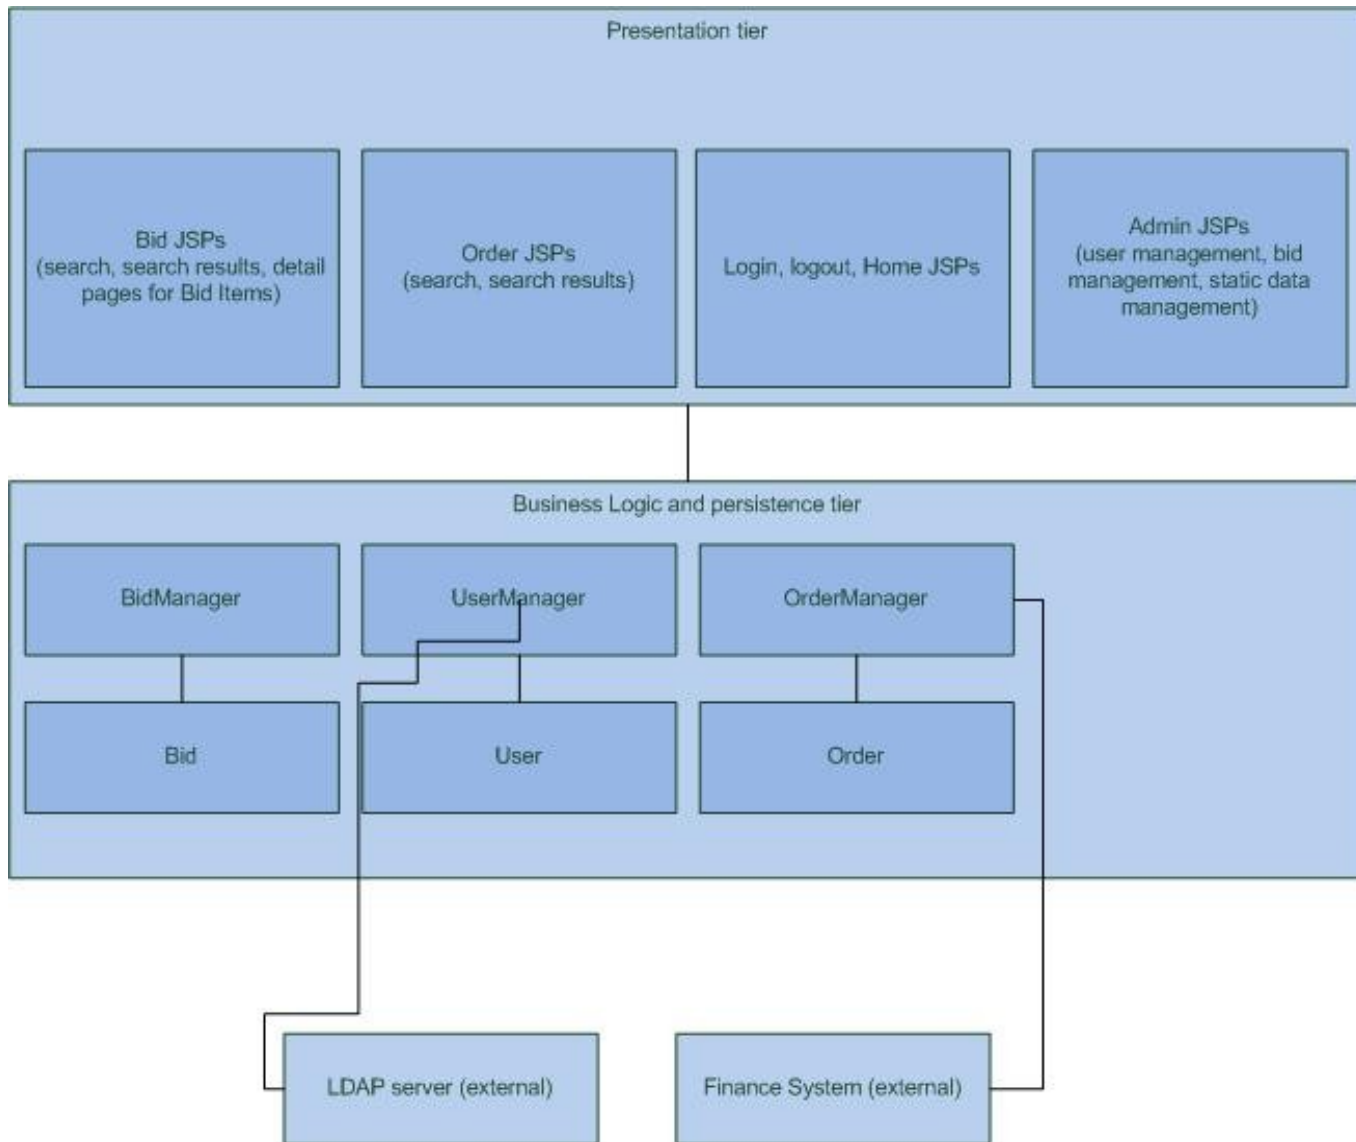 Presentation tier
Bid JSPs
(search, search results, detail
pages for Bid Items)
Order JSPs
(search, search results)
Login, logout, Home JSPs
Admin JSPs
(user management, bid
management, static data
management)
Business Logic and persistence tier
BidManager
UserManager
OrderManager
Bid
User
Order
LDAP server (external)
Finance System (external)